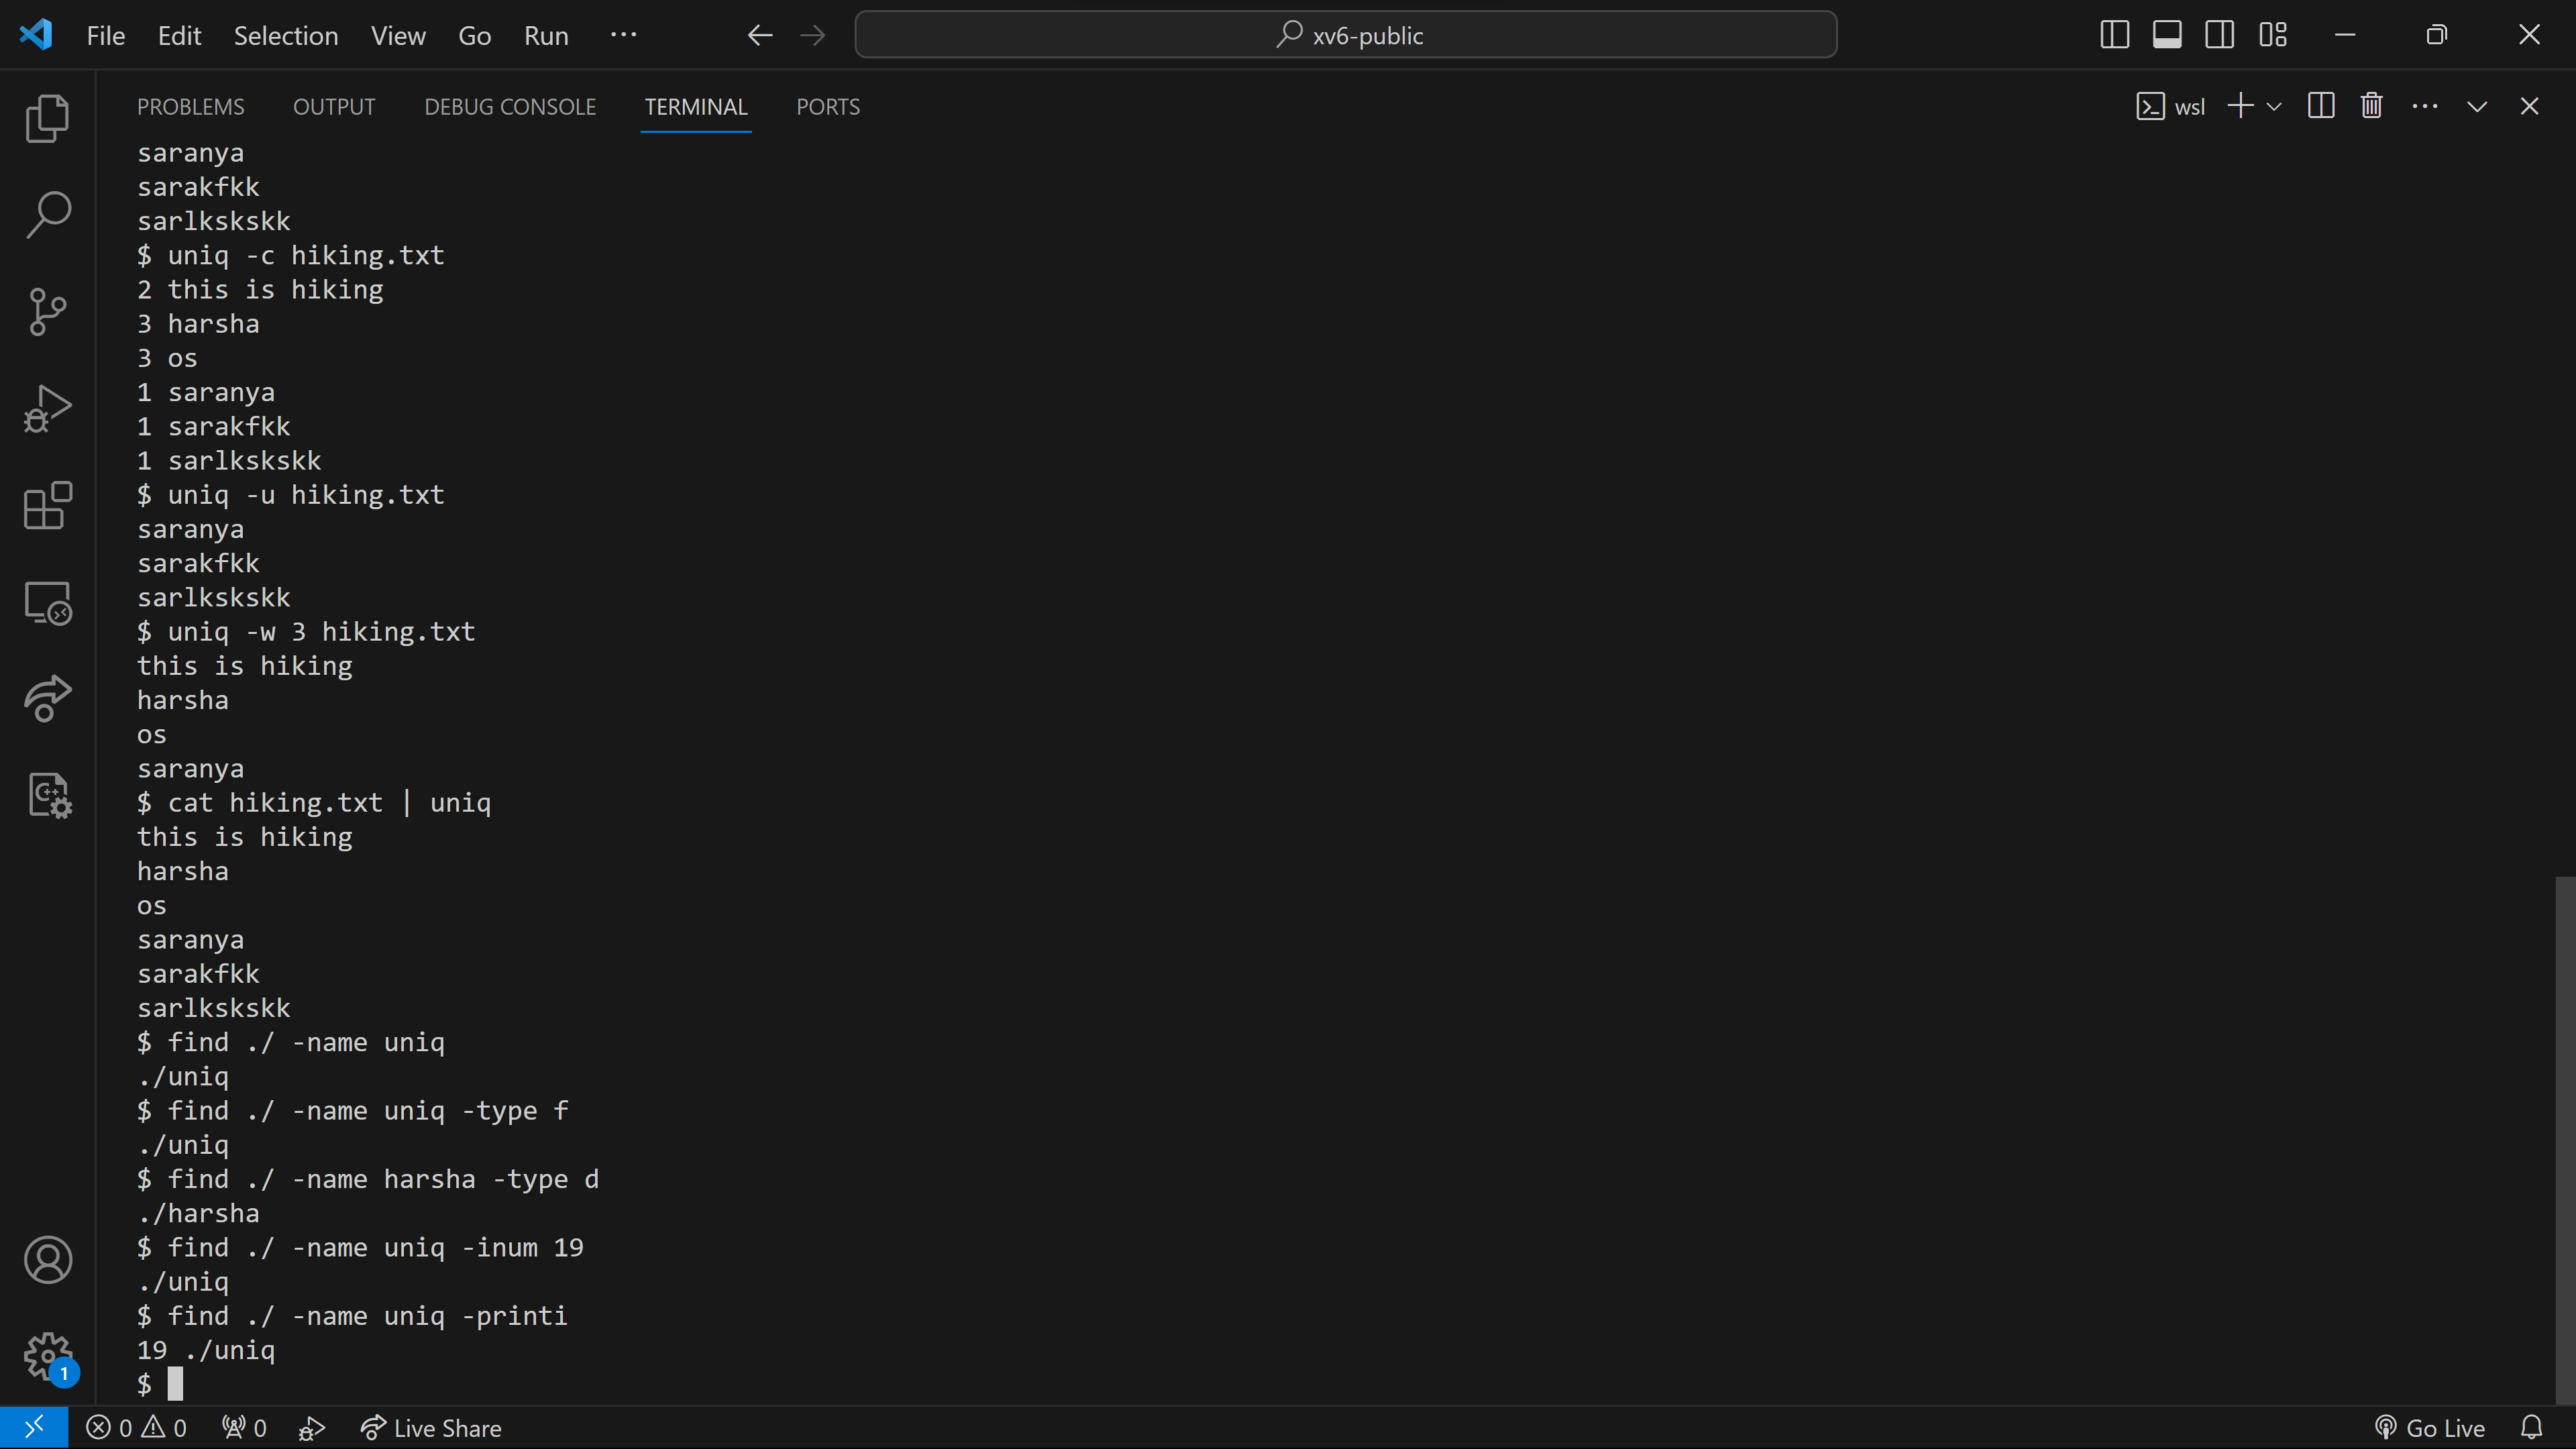 File Edit Selection View Go Run ··· xv6-public
PROBLEMS OUTPUT DEBUG CONSOLE TERMINAL PORTS wsl
saranya
sarakfkk
sarlkskskk
$ uniq -c hiking.txt
2 this is hiking
3 harsha
3 os
1 saranya
1 sarakfkk
1 sarlkskskk
$ uniq -u hiking.txt
saranya
sarakfkk
sarlkskskk
$ uniq -w 3 hiking.txt
this is hiking
harsha
os
saranya
$ cat hiking.txt | uniq
this is hiking
harsha
os
saranya
sarakfkk
sarlkskskk
$ find ./ -name uniq
./uniq
$ find ./ -name uniq -type f
./uniq
$ find ./ -name harsha -type d
./harsha
$ find ./ -name uniq -inum 19
./uniq
$ find ./ -name uniq -printi
19 ./uniq
$
1
0 0 0 Live Share Go Live